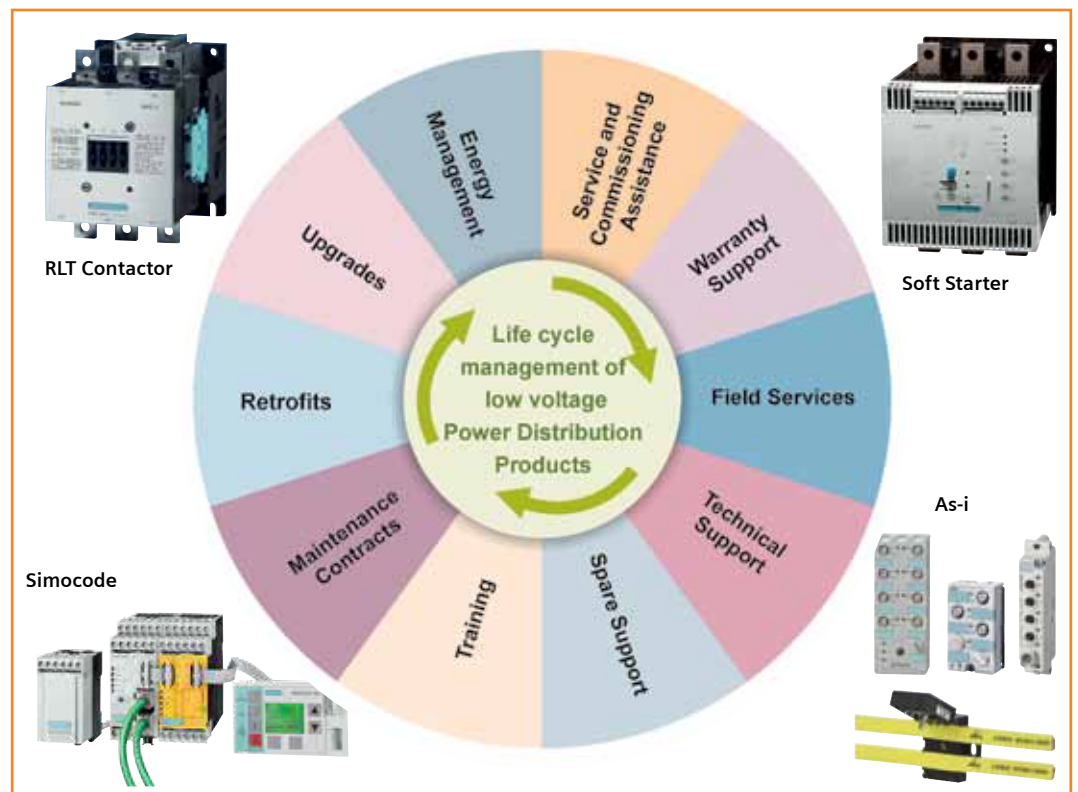 RLT Contactor
Soft Starter
Energy
Management
Service and
Commissioning
Assistance
Warranty
Support
Field Services
Technical
Support
Spare Support
Training
Maintenance
Contracts
Retrofits
Upgrades
Life cycle
management of
low voltage
Power Distribution
Products
Simocode
As-i